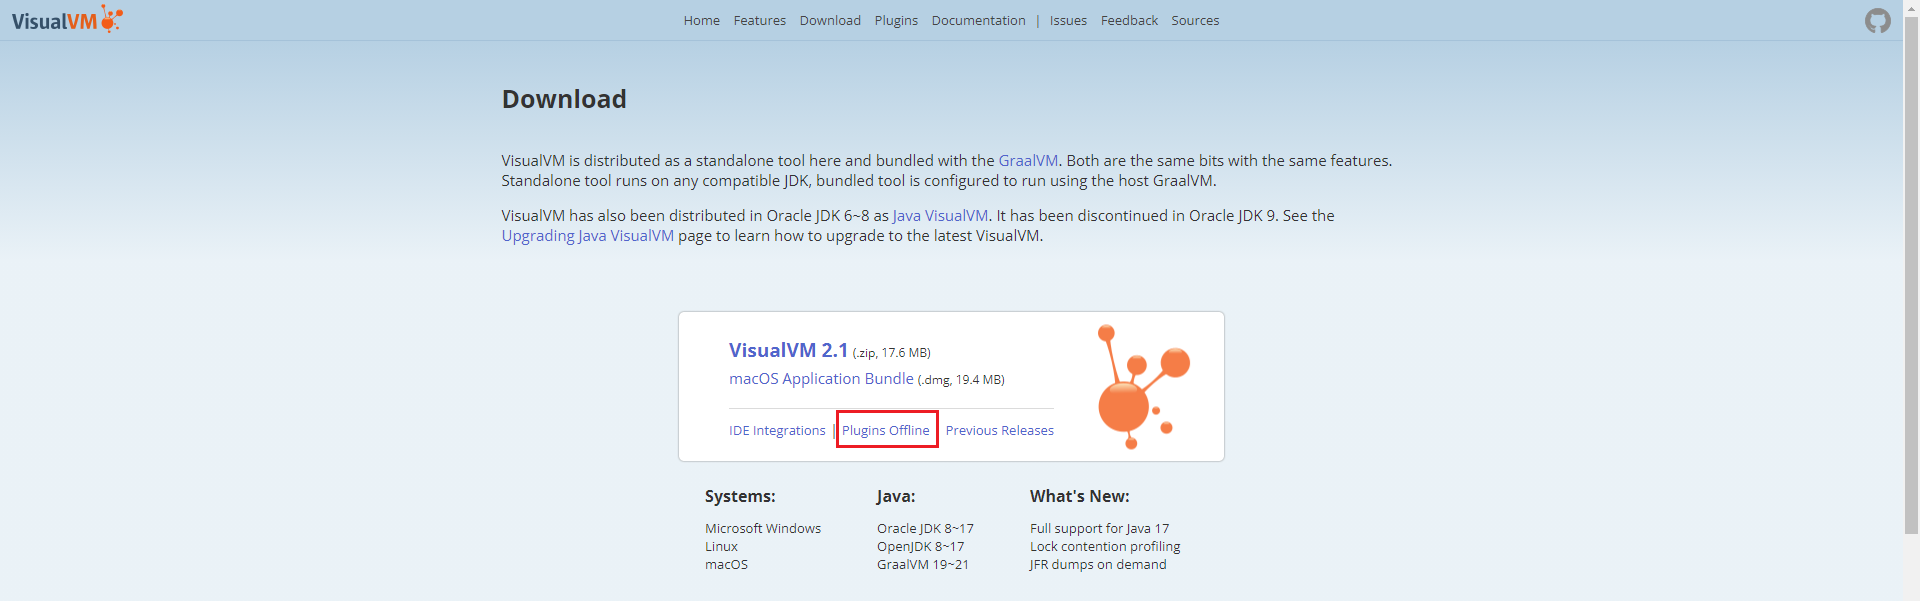 VisualVM
Home Features Download Plugins Documentation | Issues Feedback Sources
Download
VisualVM is distributed as a standalone tool here and bundled with the GraalVM. Both are the same bits with the same features.
Standalone tool runs on any compatible JDK, bundled tool is configured to run using the host GraalVM.
VisualVM has also been distributed in Oracle JDK 6~8 as Java VisualVM. It has been discontinued in Oracle JDK 9. See the
Upgrading Java VisualVM page to learn how to upgrade to the latest VisualVM.
VisualVM 2.1 (.zip, 17.6 MB)
macOS Application Bundle (.dmg, 19.4 MB)
IDE Integrations | Plugins Offline Previous Releases
Systems:
Microsoft Windows
Linux
macOS
Java:
Oracle JDK 8~17
OpenJDK 8~17
GraalVM 19~21
What's New:
Full support for Java 17
Lock contention profiling
JFR dumps on demand